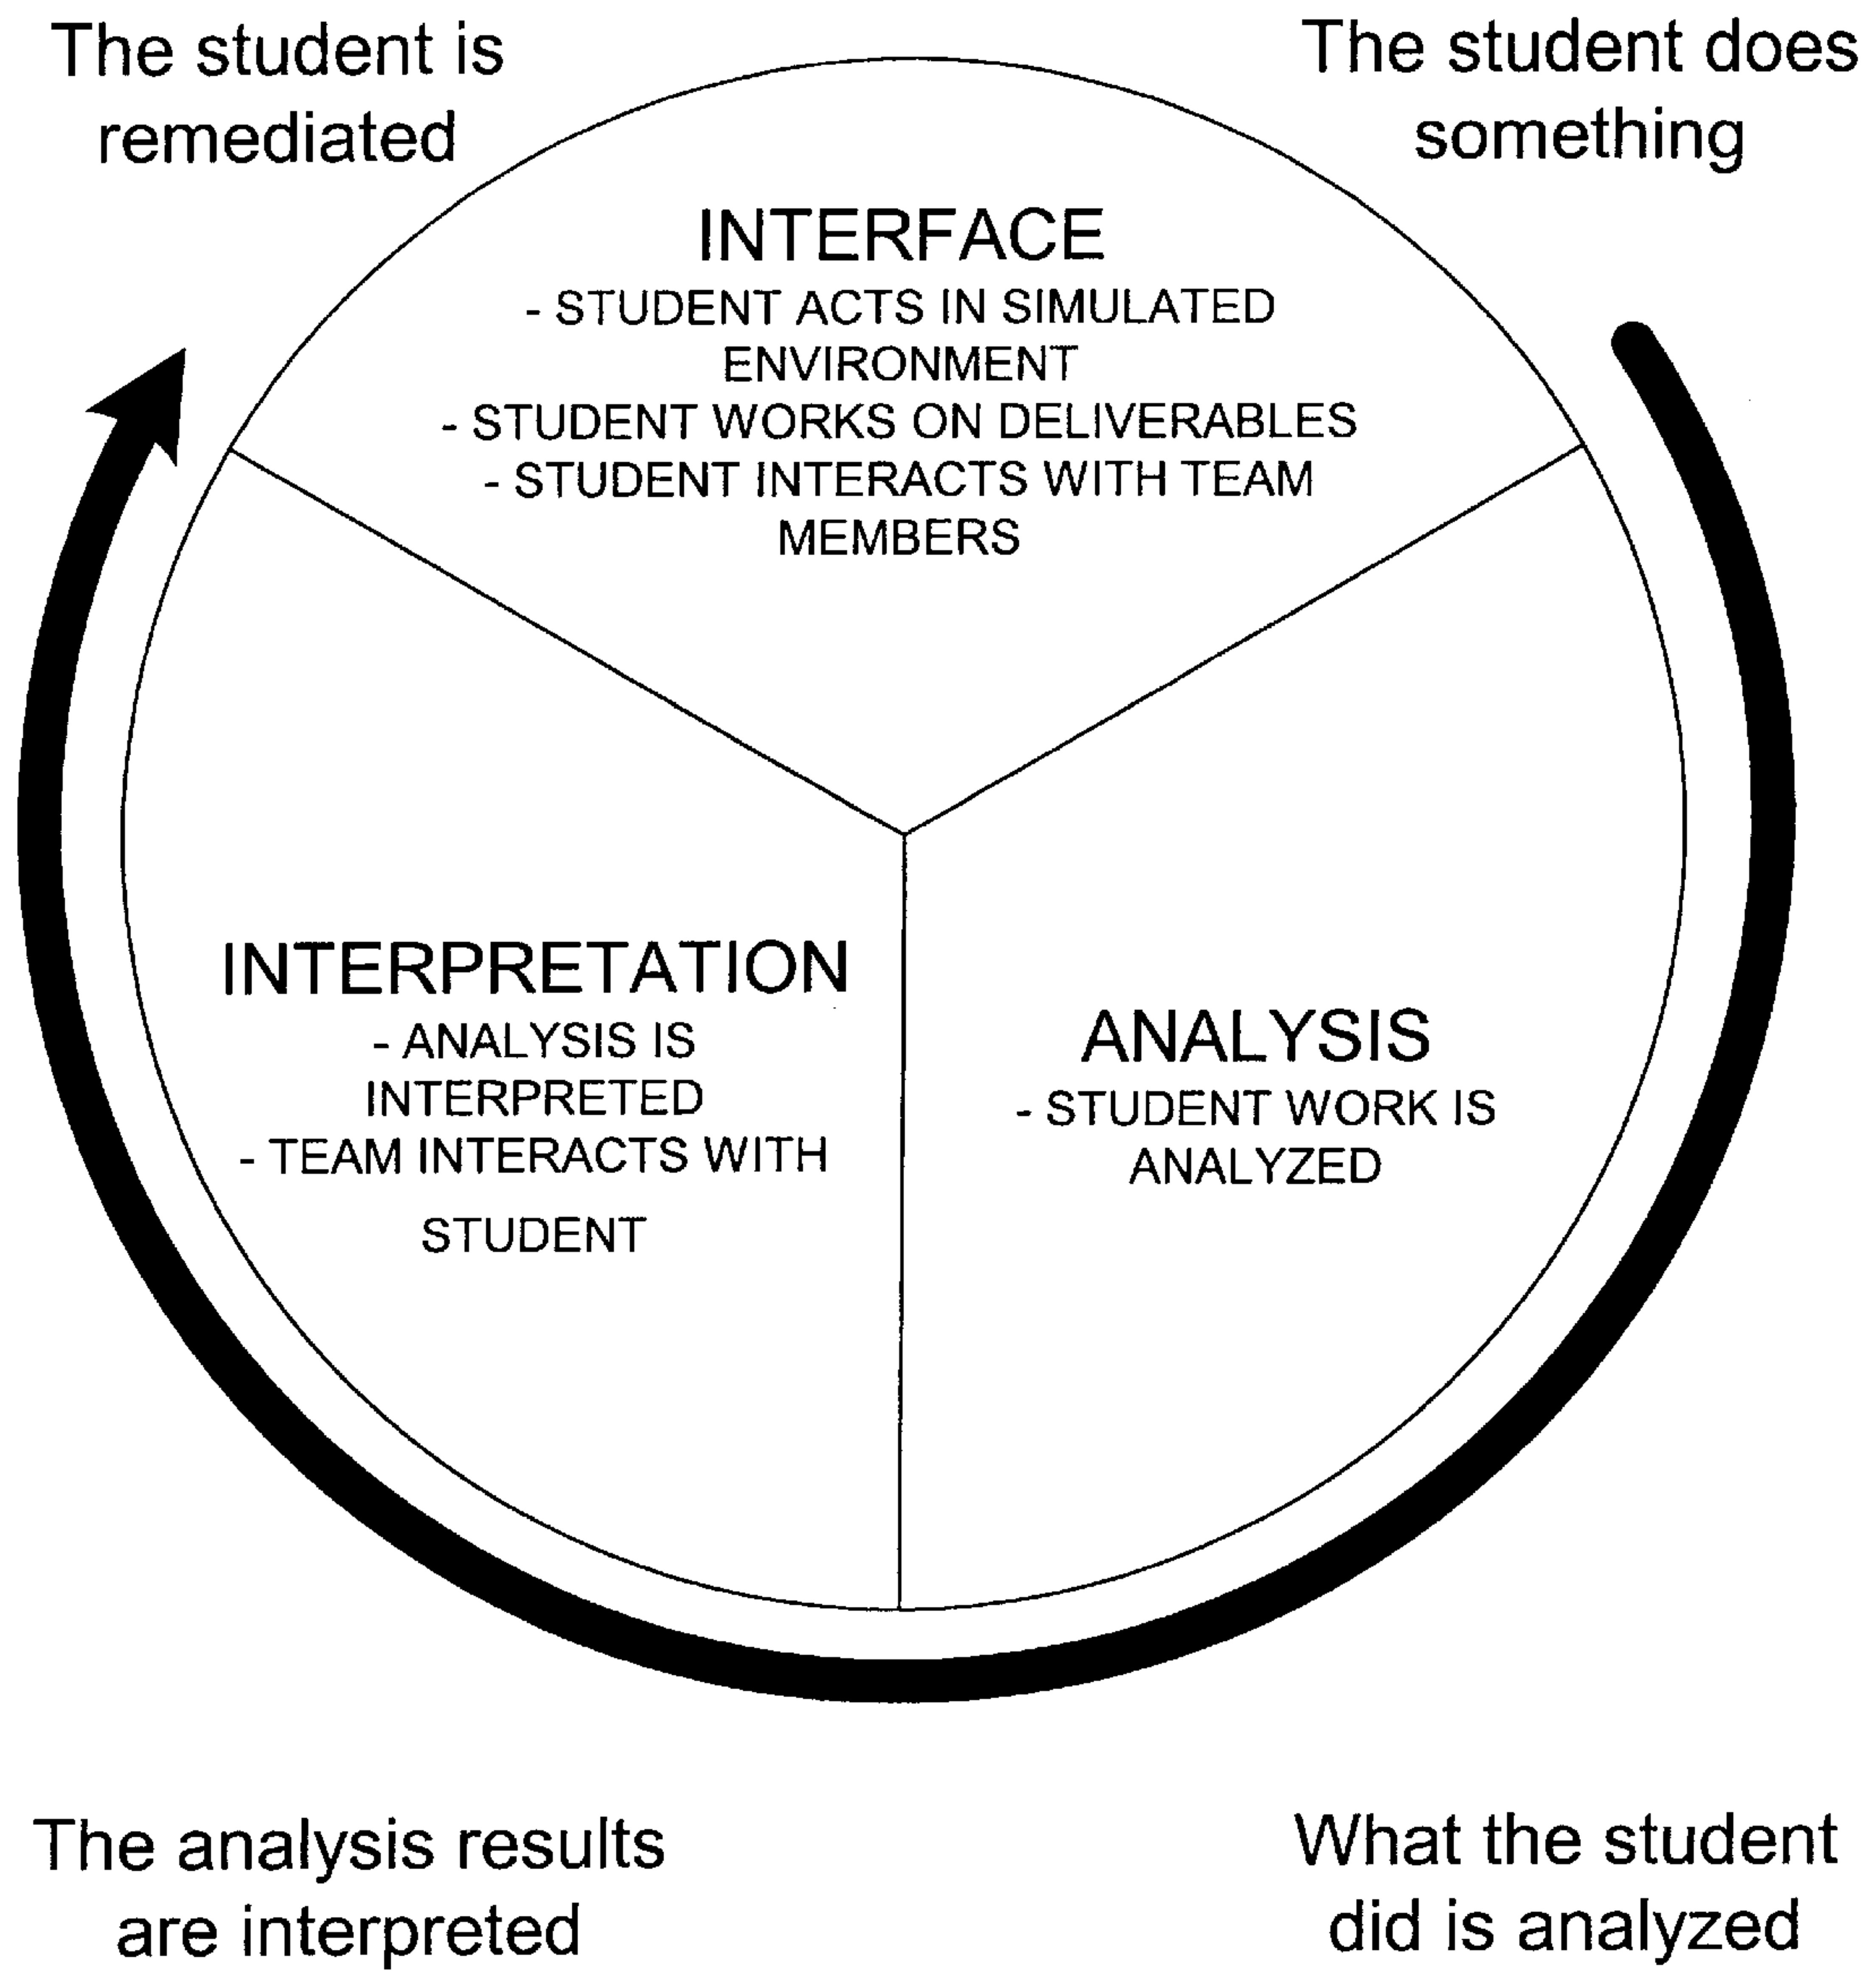 The student is
remediated
The student does
something
INTERFACE
- STUDENT ACTS IN SIMULATED
ENVIRONMENT
- STUDENT WORKS ON DELIVERABLES
- STUDENT INTERACTS WITH TEAM
MEMBERS
INTERPRETATION
- ANALYSIS IS
INTERPRETED
- TEAM INTERACTS WITH
STUDENT
ANALYSIS
- STUDENT WORK IS
ANALYZED
The analysis results
are interpreted
What the student
did is analyzed